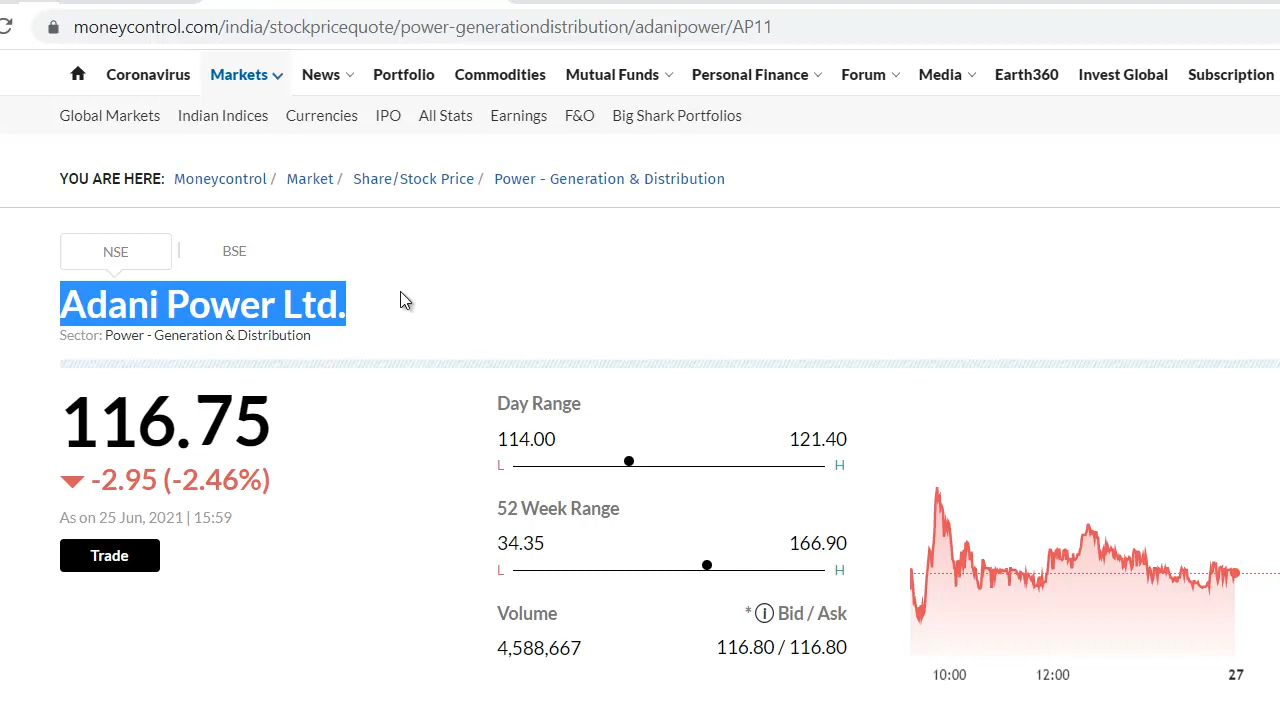 moneycontrol.com/india/stockpricequote/power-generationdistribution/adanipower/AP11
Coronavirus Markets News Portfolio Commodities Mutual Funds Personal Finance Forum Media Earth360 Invest Global Subscription
Global Markets Indian Indices Currencies IPO All Stats Earnings F&O Big Shark Portfolios
YOU ARE HERE: Moneycontrol / Market / Share/Stock Price / Power - Generation & Distribution
NSE | BSE
Adani Power Ltd.
Sector: Power - Generation & Distribution
116.75
-2.95 (-2.46%)
As on 25 Jun, 2021 | 15:59
Trade
Day Range
114.00 121.40
L H
52 Week Range
34.35 166.90
L H
Volume * i Bid / Ask
4,588,667 116.80 / 116.80
10:00 12:00 27